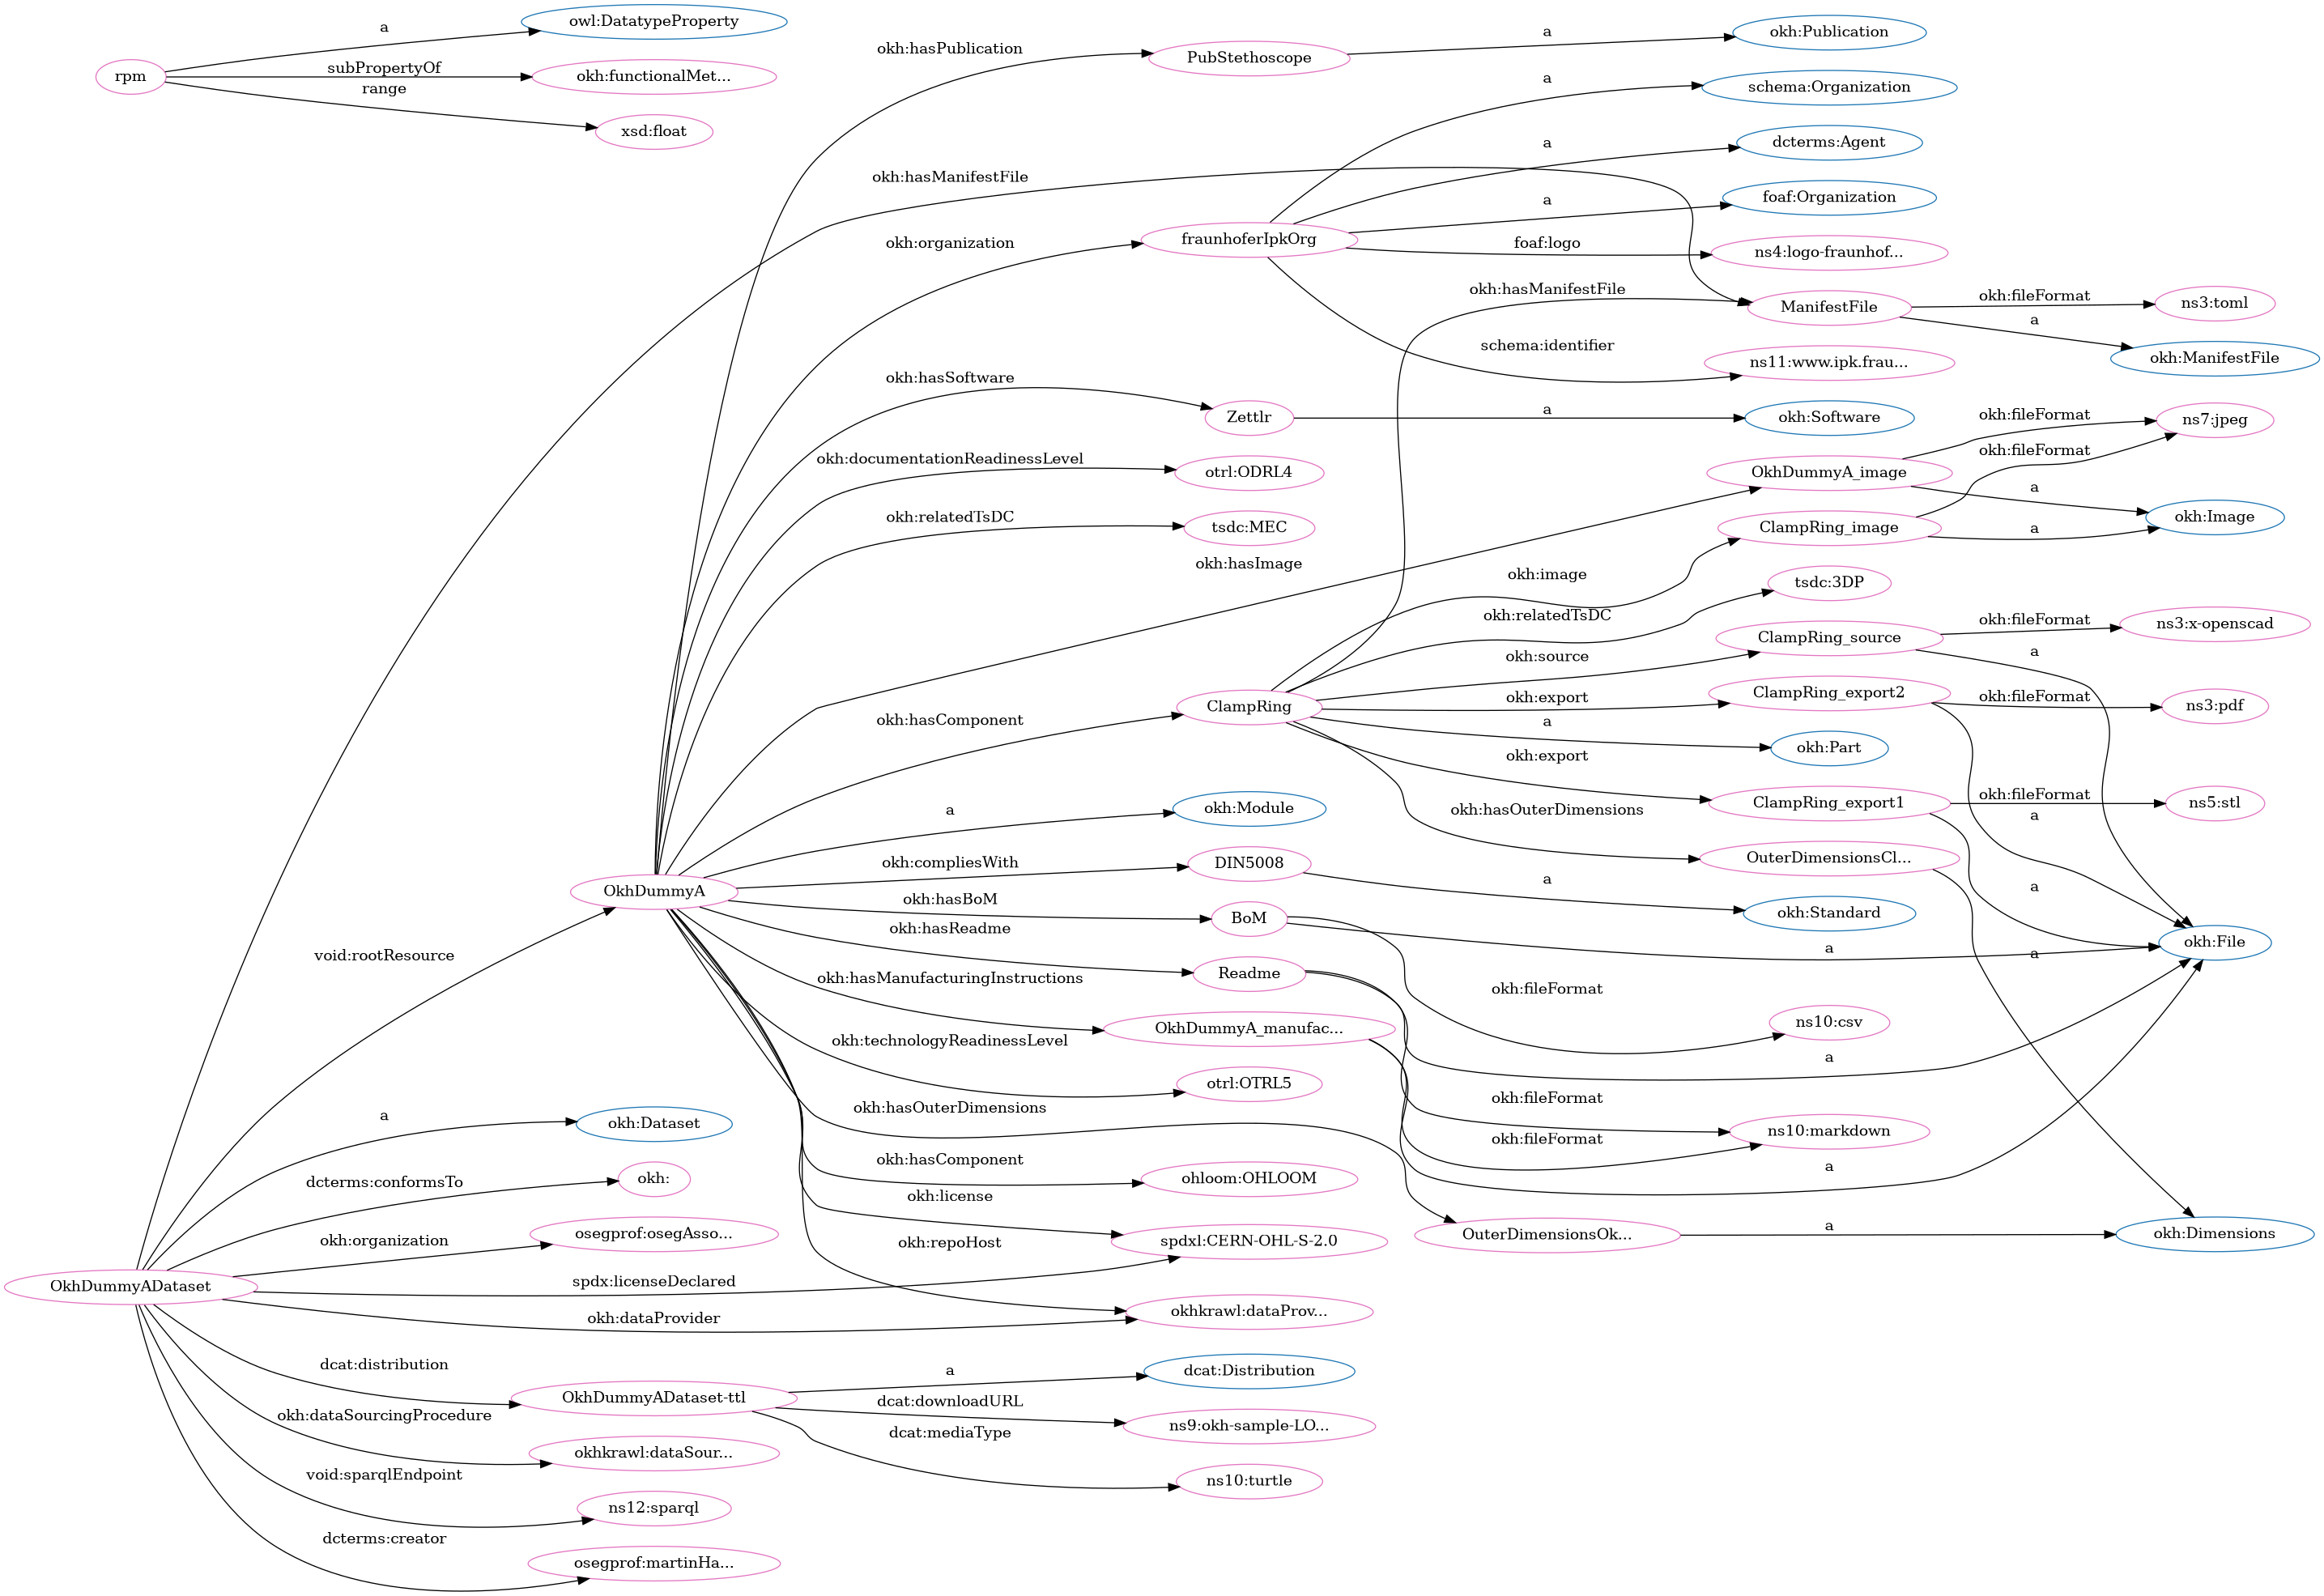 owl:DatatypeProperty
a
rpm
subPropertyOf
okh:functionalMet...
range
xsd:float
okh:hasPublication
PubStethoscope
a
okh:Publication
a
schema:Organization
a
dcterms:Agent
okh:hasManifestFile
a
foaf:Organization
okh:organization
fraunhoferIpkOrg
foaf:logo
ns4:logo-fraunhof...
okh:hasManifestFile
ManifestFile
okh:fileFormat
ns3:toml
a
okh:ManifestFile
schema:identifier
ns11:www.ipk.frau...
okh:hasSoftware
Zettlr
a
okh:Software
okh:fileFormat
ns7:jpeg
okh:documentationReadinessLevel
otrl:ODRL4
OkhDummyA_image
okh:fileFormat
a
okh:Image
okh:relatedTsDC
tsdc:MEC
ClampRing_image
a
okh:hasImage
okh:image
tsdc:3DP
okh:relatedTsDC
ClampRing_source
okh:fileFormat
ns3:x-openscad
okh:source
a
okh:hasComponent
ClampRing
okh:export
ClampRing_export2
okh:fileFormat
ns3:pdf
a
okh:Part
okh:export
ClampRing_export1
okh:fileFormat
ns5:stl
a
a
okh:Module
okh:hasOuterDimensions
OuterDimensionsCl...
a
OkhDummyA
okh:compliesWith
DIN5008
a
okh:Standard
okh:hasBoM
BoM
a
okh:File
a
okh:hasReadme
Readme
okh:fileFormat
ns10:csv
void:rootResource
okh:hasManufacturingInstructions
OkhDummyA_manufac...
a
okh:technologyReadinessLevel
otrl:OTRL5
okh:fileFormat
ns10:markdown
okh:fileFormat
a
okh:hasOuterDimensions
a
okh:Dataset
okh:hasComponent
ohloom:OHLOOM
dcterms:conformsTo
okh:
okh:license
spdxl:CERN-OHL-S-2.0
OuterDimensionsOk...
a
okh:Dimensions
okh:organization
osegprof:osegAsso...
okh:repoHost
OkhDummyADataset
spdx:licenseDeclared
okh:dataProvider
okhkrawl:dataProv...
dcat:distribution
OkhDummyADataset-ttl
a
dcat:Distribution
dcat:downloadURL
ns9:okh-sample-LO...
dcat:mediaType
ns10:turtle
okh:dataSourcingProcedure
okhkrawl:dataSour...
void:sparqlEndpoint
ns12:sparql
dcterms:creator
osegprof:martinHa...